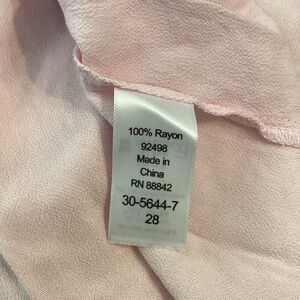 100% Rayon
92498
Made in
China
RN 88842
30-5644-7
28